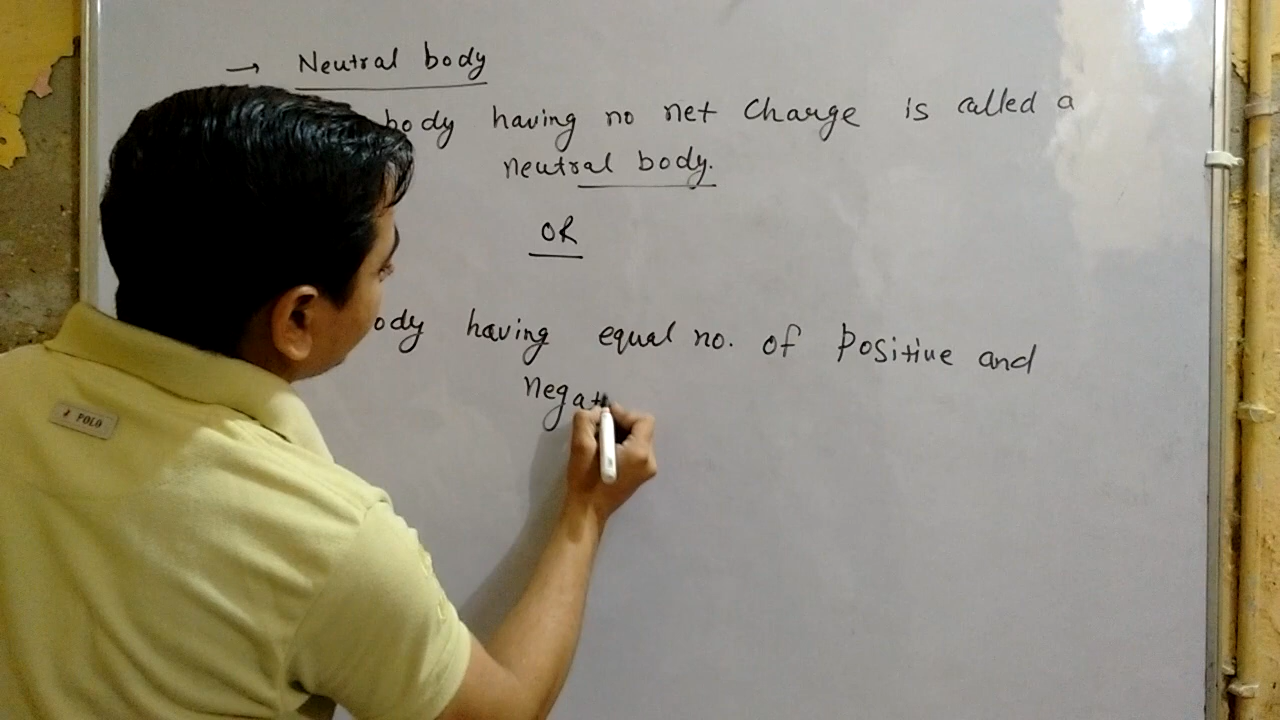 → Neutral body
body having no net Charge is called a
neutral body.
OR
ody having equal no. of Positive and
negat
POLO